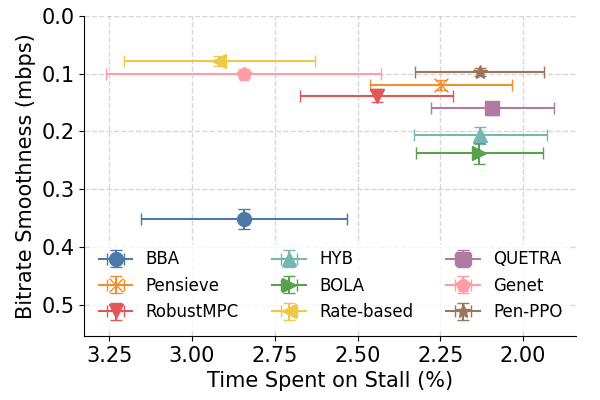 0.0
0.1
0.2
0.3
0.4
0.5
Bitrate Smoothness (mbps)
BBA
Pensieve
RobustMPC
HYB
BOLA
Rate-based
QUETRA
Genet
Pen-PPO
3.25
3.00
2.75
2.50
2.25
2.00
Time Spent on Stall (%)